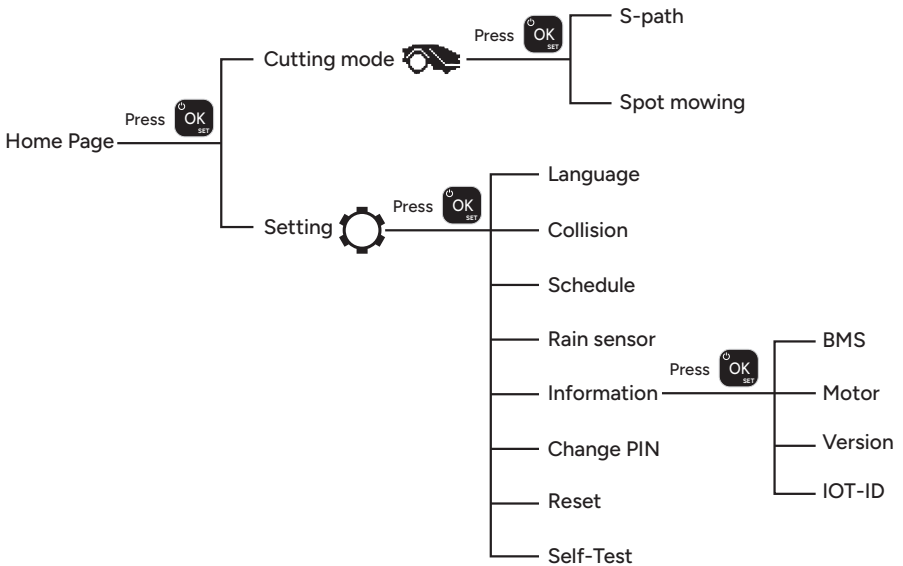 Home Page
Press OK SET
Cutting mode
Press OK SET
S-path
Spot mowing
Setting
Press OK SET
Language
Collision
Schedule
Rain sensor
Information
Press OK SET
BMS
Motor
Version
IOT-ID
Change PIN
Reset
Self-Test